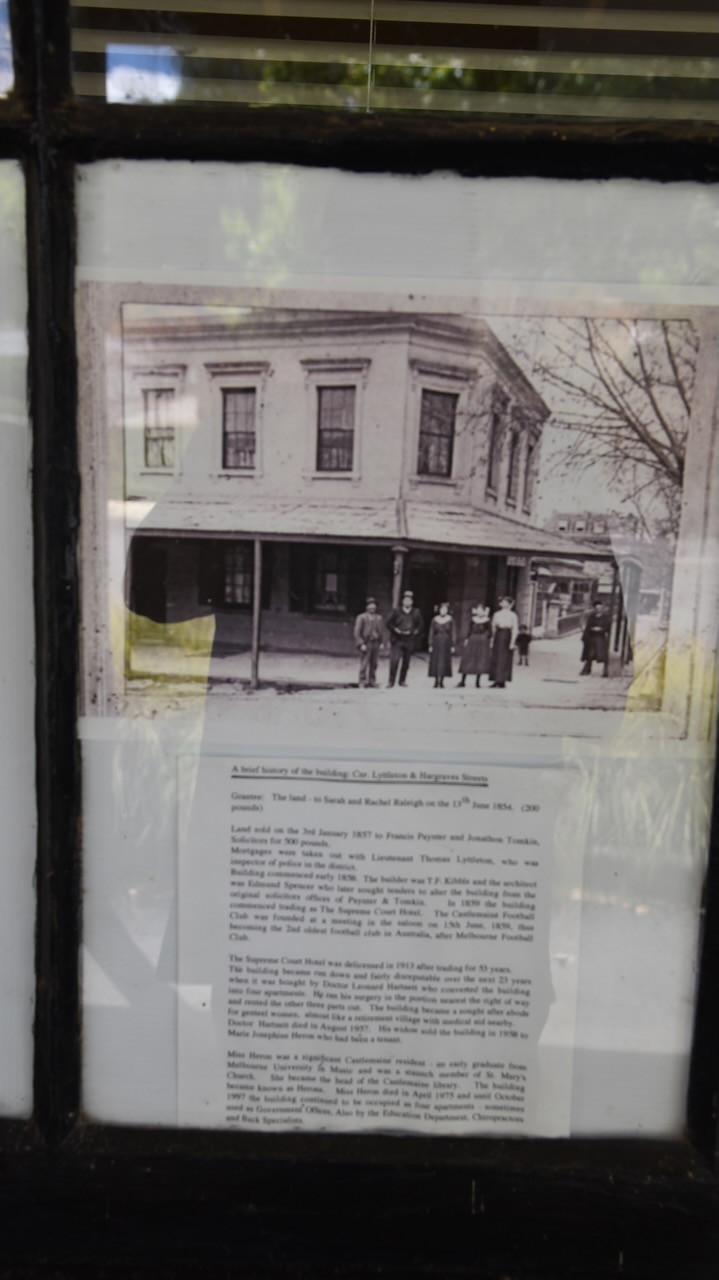 A brief history of the building: Cnr. Lyttleton & Hargraves Streets
Grantee: The land - to Sarah and Rachel Raleigh on the 13th June 1854. (200
pounds)
Land sold on the 3rd January 1857 to Francis Paynter and Jonathon Tomkin,
Solicitors for 500 pounds.
Mortgages were taken out with Lieutenant Thomas Lyttleton, who was
inspector of police in the district.
Building commenced early 1858. The builder was T.F. Kibble and the architect
was Edmund Spencer who later sought tenders to alter the building from the
original solicitors offices of Paynter & Tomkin. In 1859 the building
commenced trading as The Supreme Court Hotel. The Castlemaine Football
Club was founded at a meeting in the saloon on 15th June, 1859, thus
becoming the 2nd oldest football club in Australia, after Melbourne Football
Club.
The Supreme Court Hotel was delicensed in 1913 after trading for 53 years.
The building became run down and fairly disreputable over the next 23 years
when it was bought by Doctor Leonard Hartnett who converted the building
into four apartments. He ran his surgery in the portion nearest the right of way
and rented the other three parts out. The building became a sought after abode
for genteel women, almost like a retirement village with medical aid nearby.
Doctor Hartnett died in August 1957. His widow sold the building in 1958 to
Marie Josephine Heron who had been a tenant.
Miss Heron was a significant Castlemaine resident - an early graduate from
Melbourne University in Music and was a staunch member of St. Mary's
Church. She became the head of the Castlemaine library. The building
became known as Herons. Miss Heron died in April 1975 and until October
1997 the building continued to be occupied as four apartments - sometimes
used as Government Offices, Also by the Education Department, Chiropractors
and Back Specialists.